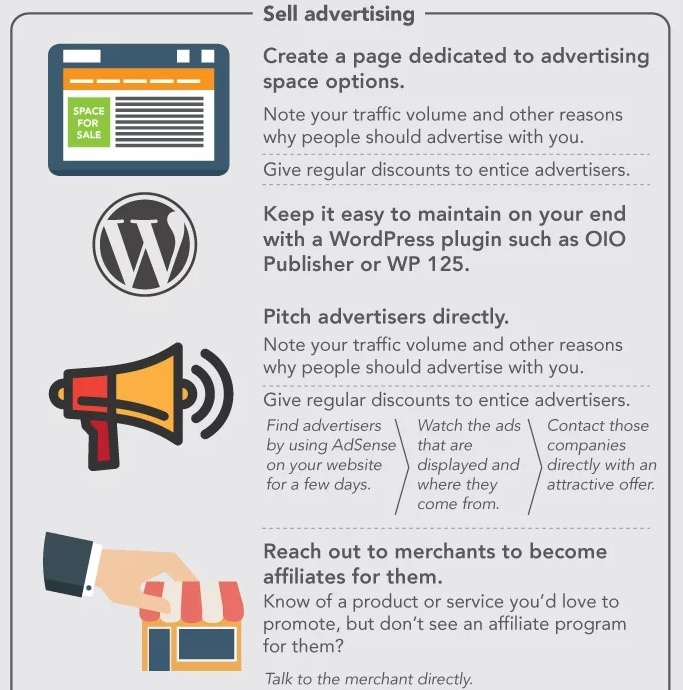 Sell advertising
SPACE
FOR
SALE
Create a page dedicated to advertising
space options.
Note your traffic volume and other reasons
why people should advertise with you.
Give regular discounts to entice advertisers.
W
Keep it easy to maintain on your end
with a WordPress plugin such as OIO
Publisher or WP 125.
Pitch advertisers directly.
Note your traffic volume and other reasons
why people should advertise with you.
Give regular discounts to entice advertisers.
Find advertisers
by using AdSense
on your website
for a few days.
Watch the ads
that are
displayed and
where they
come from.
Contact those
companies
directly with an
attractive offer.
Reach out to merchants to become
affiliates for them.
Know of a product or service you'd love to
promote, but don't see an affiliate program
for them?
Talk to the merchant directly.